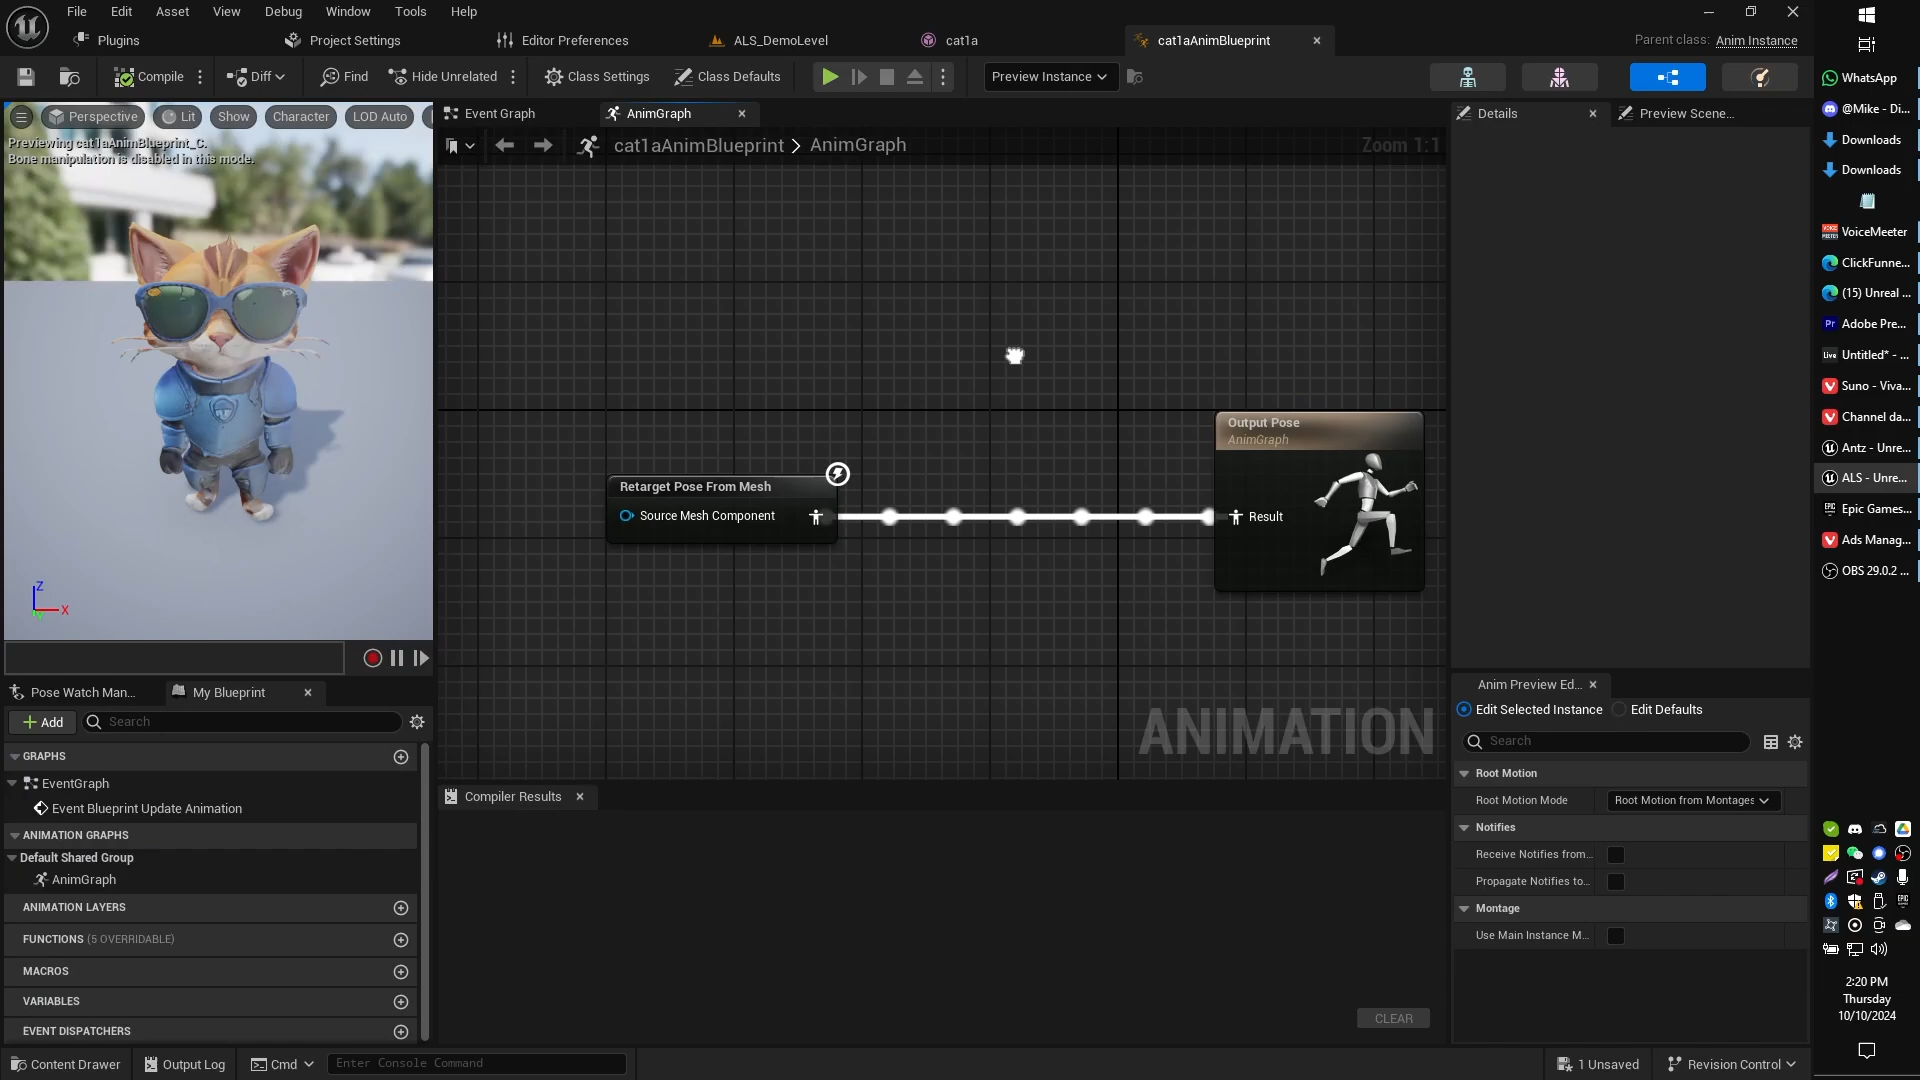 File Edit Asset View Debug Window Tools Help
Plugins Project Settings Editor Preferences ALS_DemoLevel cat1a cat1aAnimBlueprint Parent class: Anim Instance
Compile Diff Find Hide Unrelated Class Settings Class Defaults Preview Instance
Perspective Lit Show Character LOD Auto
Previewing cat1aAnimBlueprint_C.
Bone manipulation is disabled in this mode.
Z
X
Y
Event Graph AnimGraph
cat1aAnimBlueprint AnimGraph Zoom 1:1
Retarget Pose From Mesh
Source Mesh Component
Output Pose
AnimGraph
Result
ANIMATION
Compiler Results
CLEAR
Pose Watch Man... My Blueprint
Add Search
GRAPHS
EventGraph
Event Blueprint Update Animation
ANIMATION GRAPHS
Default Shared Group
AnimGraph
ANIMATION LAYERS
FUNCTIONS (5 OVERRIDABLE)
MACROS
VARIABLES
EVENT DISPATCHERS
Details Preview Scene...
Anim Preview Ed...
Edit Selected Instance Edit Defaults
Search
Root Motion
Root Motion Mode Root Motion from Montages
Notifies
Receive Notifies from...
Propagate Notifies to...
Montage
Use Main Instance M...
Content Drawer Output Log Cmd Enter Console Command 1 Unsaved Revision Control
WhatsApp
@Mike - Di...
Downloads
Downloads
VoiceMeeter
ClickFunne...
(15) Unreal ...
Pr Adobe Pre...
Live Untitled* - ...
Suno - Viva...
Channel da...
Antz - Unre...
ALS - Unre...
Epic Games...
Ads Manag...
OBS 29.0.2 ...
2:20 PM
Thursday
10/10/2024